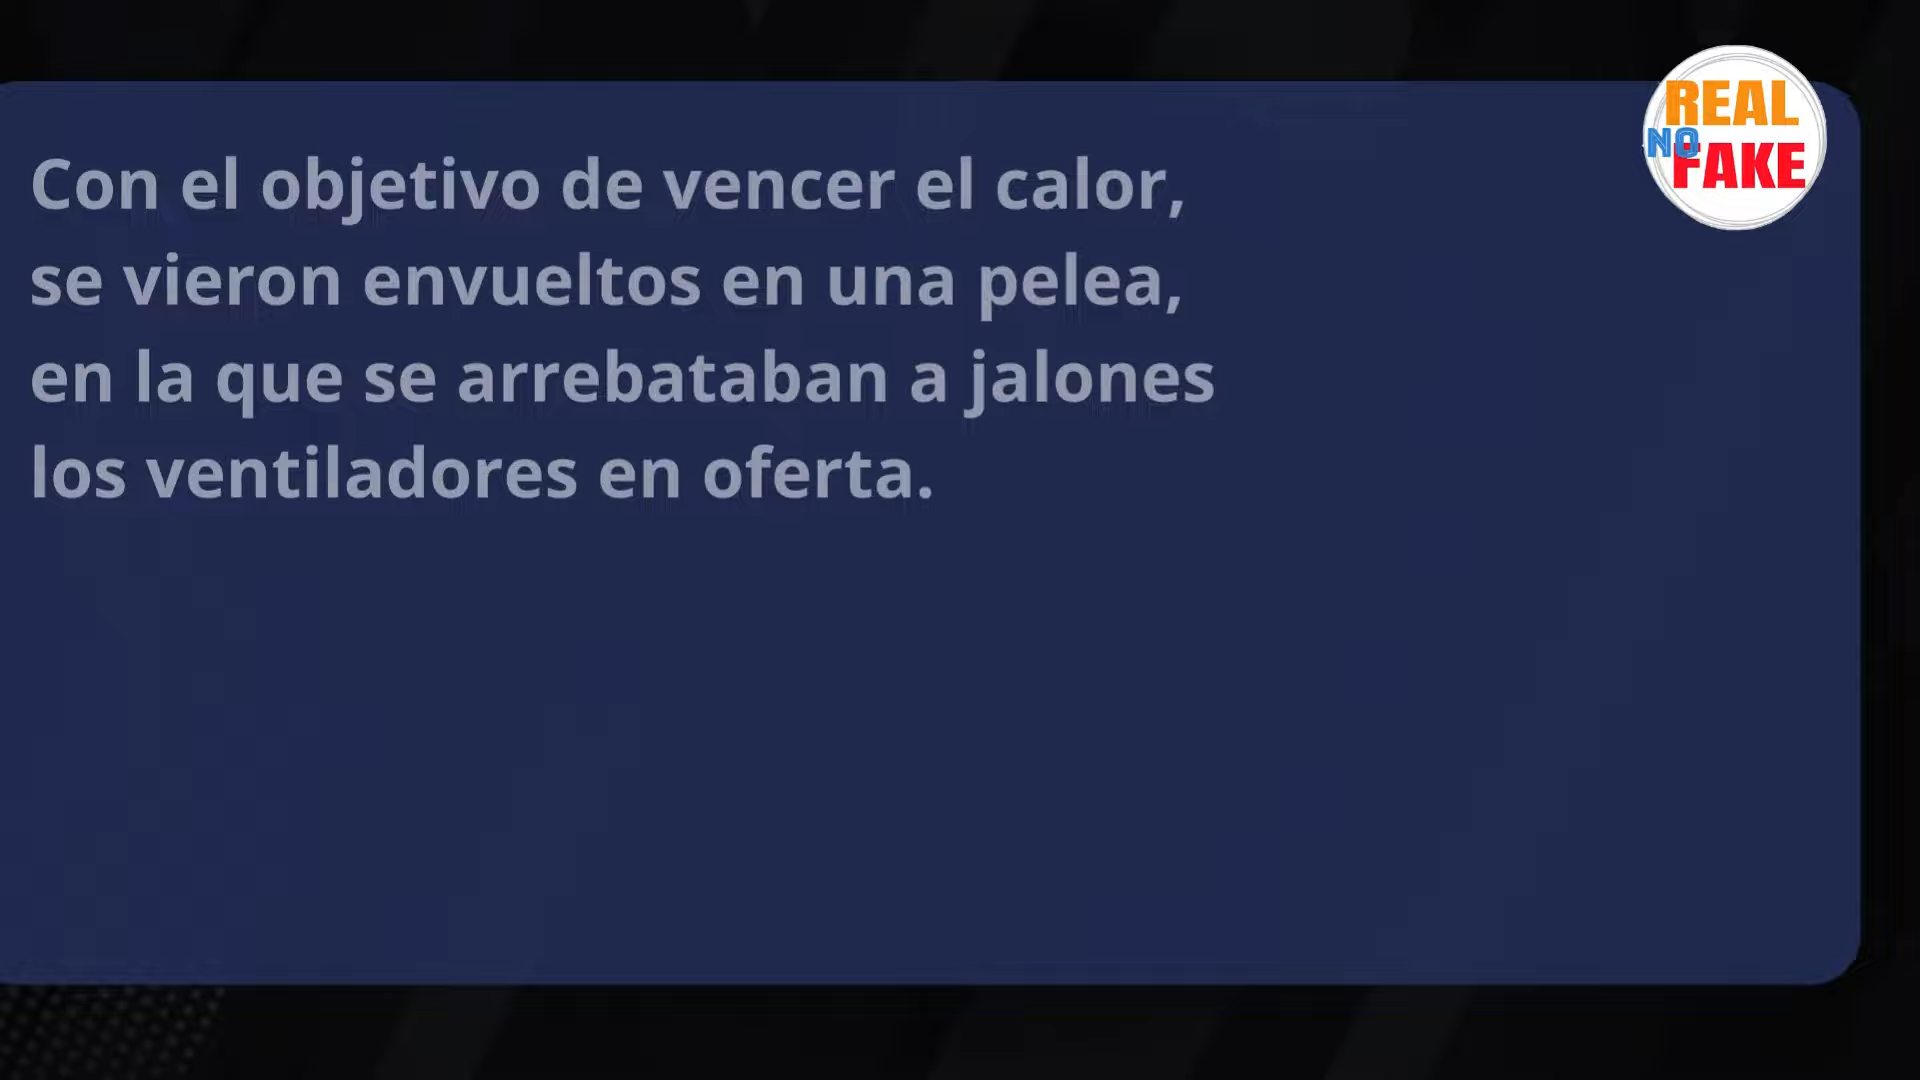 REAL
NO
FAKE
Con el objetivo de vencer el calor,
se vieron envueltos en una pelea,
en la que se arrebataban a jalones
los ventiladores en oferta.